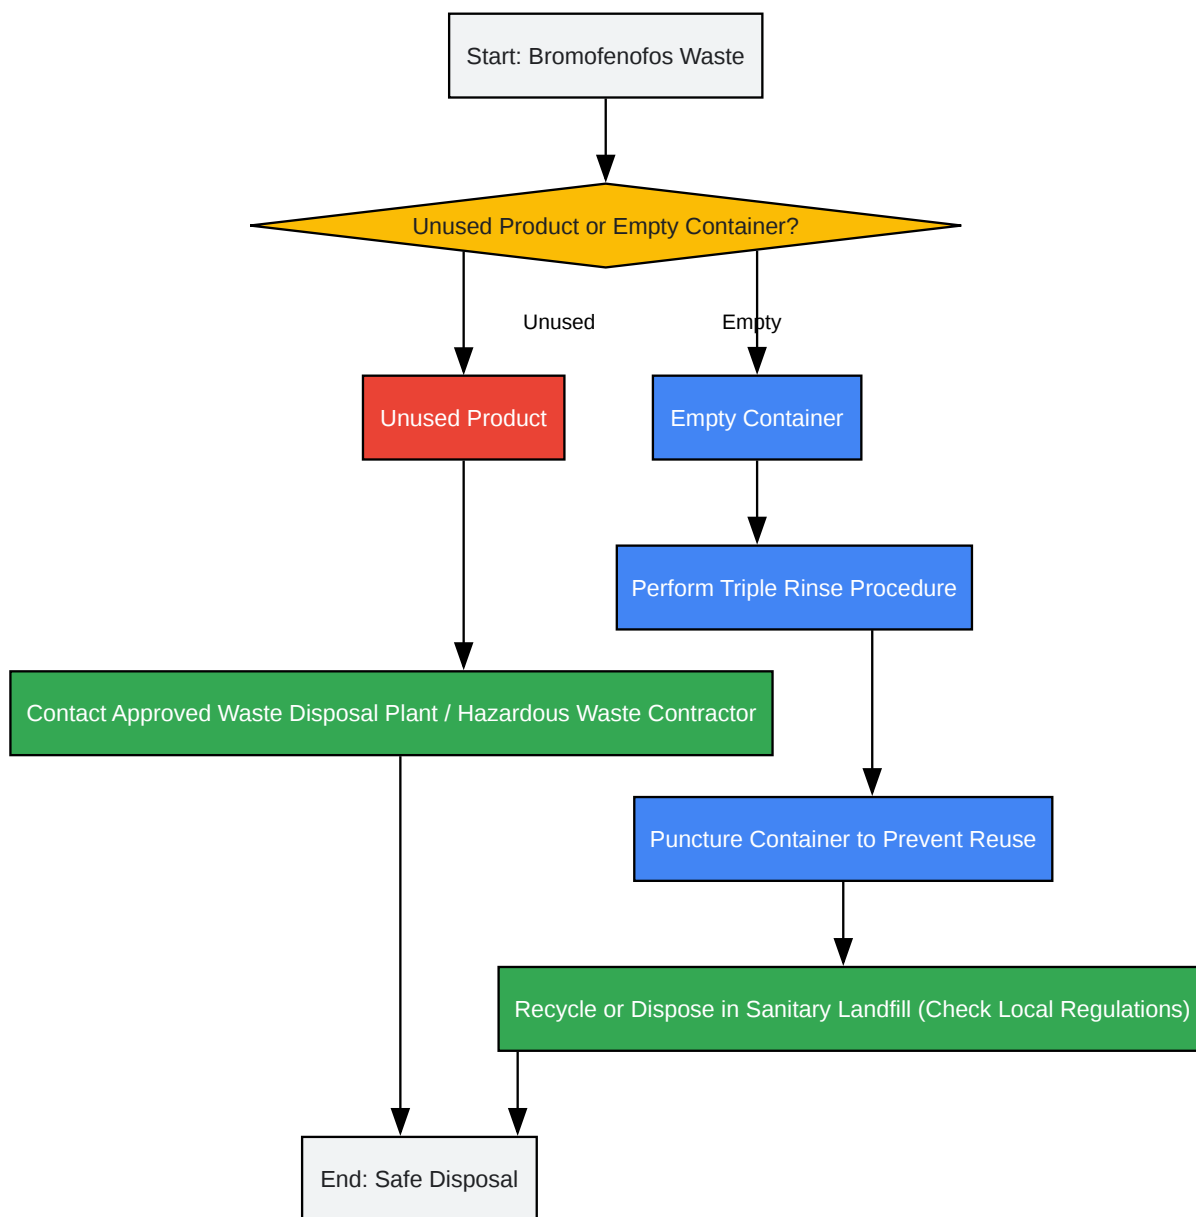 Start: Bromofenofos Waste
Unused Product or Empty Container?
Unused
Empty
Unused Product
Empty Container
Perform Triple Rinse Procedure
Contact Approved Waste Disposal Plant / Hazardous Waste Contractor
Puncture Container to Prevent Reuse
Recycle or Dispose in Sanitary Landfill (Check Local Regulations)
End: Safe Disposal